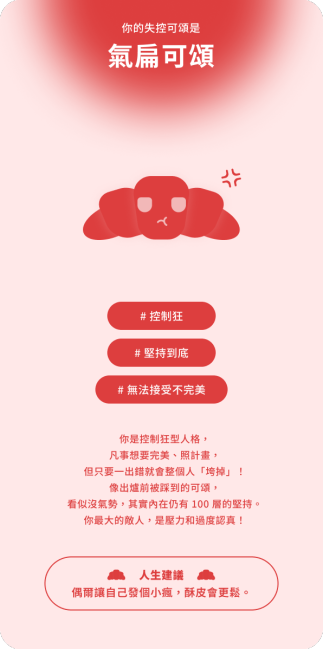 你的失控可頌是
氣扁可頌
# 控制狂
# 堅持到底
# 無法接受不完美
你是控制狂型人格，
凡事想要完美、照計畫，
但只要一出錯就會整個人「垮掉」！
像出爐前被踩到的可頌，
看似沒氣勢，其實內在仍有 100 層的堅持。
你最大的敵人，是壓力和過度認真！
人生建議
偶爾讓自己發個小瘋，酥皮會更鬆。